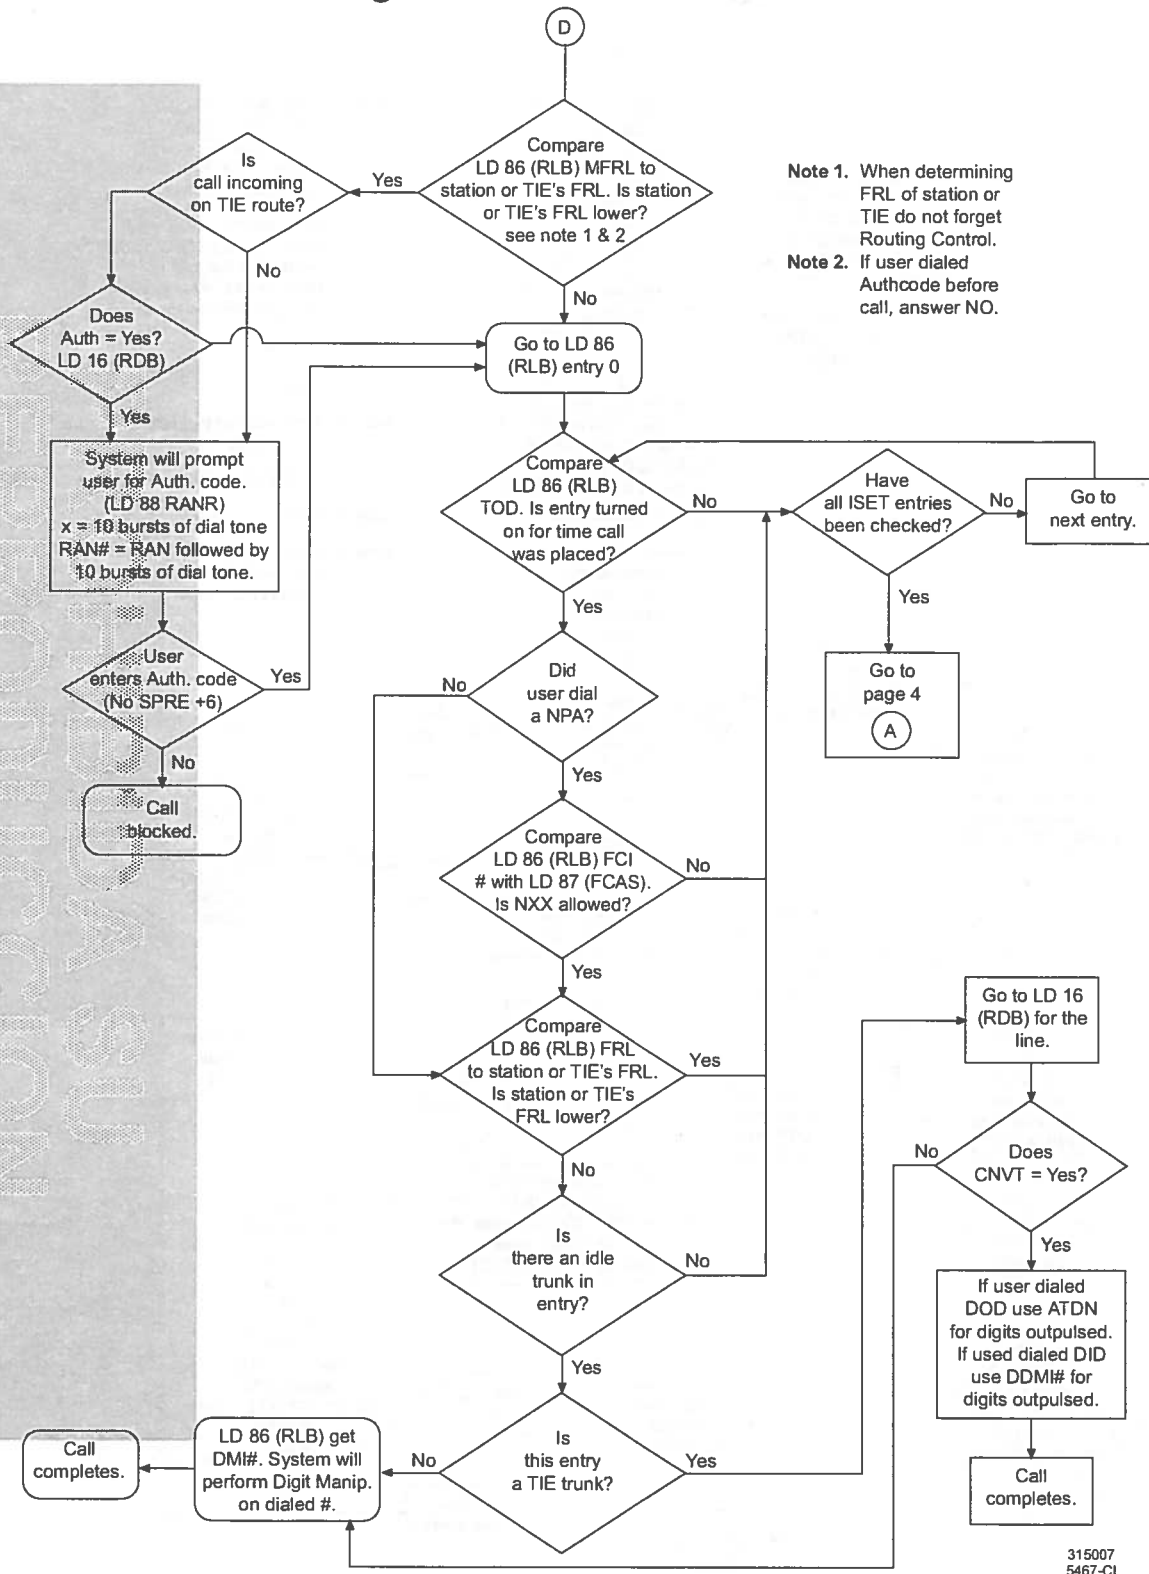 D
Compare
LD 86 (RLB) MFRL to
station or TIE's FRL. Is station
or TIE's FRL lower?
see note 1 & 2
Yes
No
Is
call incoming
on TIE route?
No
Note 1. When determining
FRL of station or
TIE do not forget
Routing Control.
Note 2. If user dialed
Authcode before
call, answer NO.
Does
Auth = Yes?
LD 16 (RDB)
Yes
Go to LD 86
(RLB) entry 0
System will prompt
user for Auth. code.
(LD 88 RANR)
x = 10 bursts of dial tone
RAN# = RAN followed by
10 bursts of dial tone.
User
enters Auth. code
(No SPRE +6)
Yes
No
Call
blocked.
Compare
LD 86 (RLB)
TOD. Is entry turned
on for time call
was placed?
No
Yes
Have
all ISET entries
been checked?
No
Yes
Go to
next entry.
Go to
page 4
A
Did
user dial
a NPA?
No
Yes
Compare
LD 86 (RLB) FCI
# with LD 87 (FCAS).
Is NXX allowed?
No
Yes
Compare
LD 86 (RLB) FRL
to station or TIE's FRL.
Is station or TIE's
FRL lower?
Yes
No
Is
there an idle
trunk in
entry?
No
Yes
Is
this entry
a TIE trunk?
No
Yes
LD 86 (RLB) get
DMI#. System will
perform Digit Manip.
on dialed #.
Call
completes.
Go to LD 16
(RDB) for the
line.
Does
CNVT = Yes?
No
Yes
If user dialed
DOD use ATDN
for digits outpulsed.
If used dialed DID
use DDMI# for
digits outpulsed.
Call
completes.
315007
5467-CL
PROHIBIDA SU
REPRODUCCION